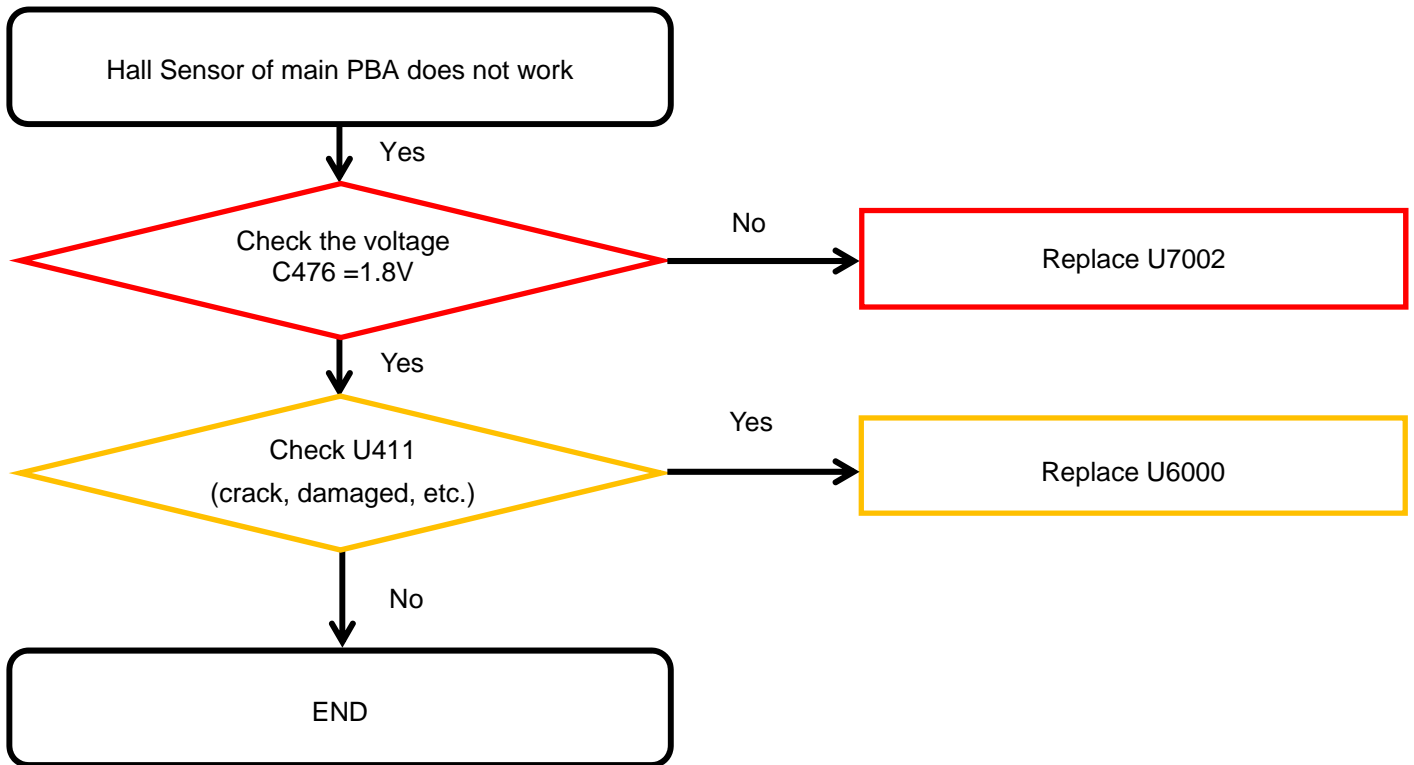 Hall Sensor of main PBA does not work
Yes
Check the voltage
C476 =1.8V
No
Replace U7002
Yes
Check U411
(crack, damaged, etc.)
Yes
Replace U6000
No
END